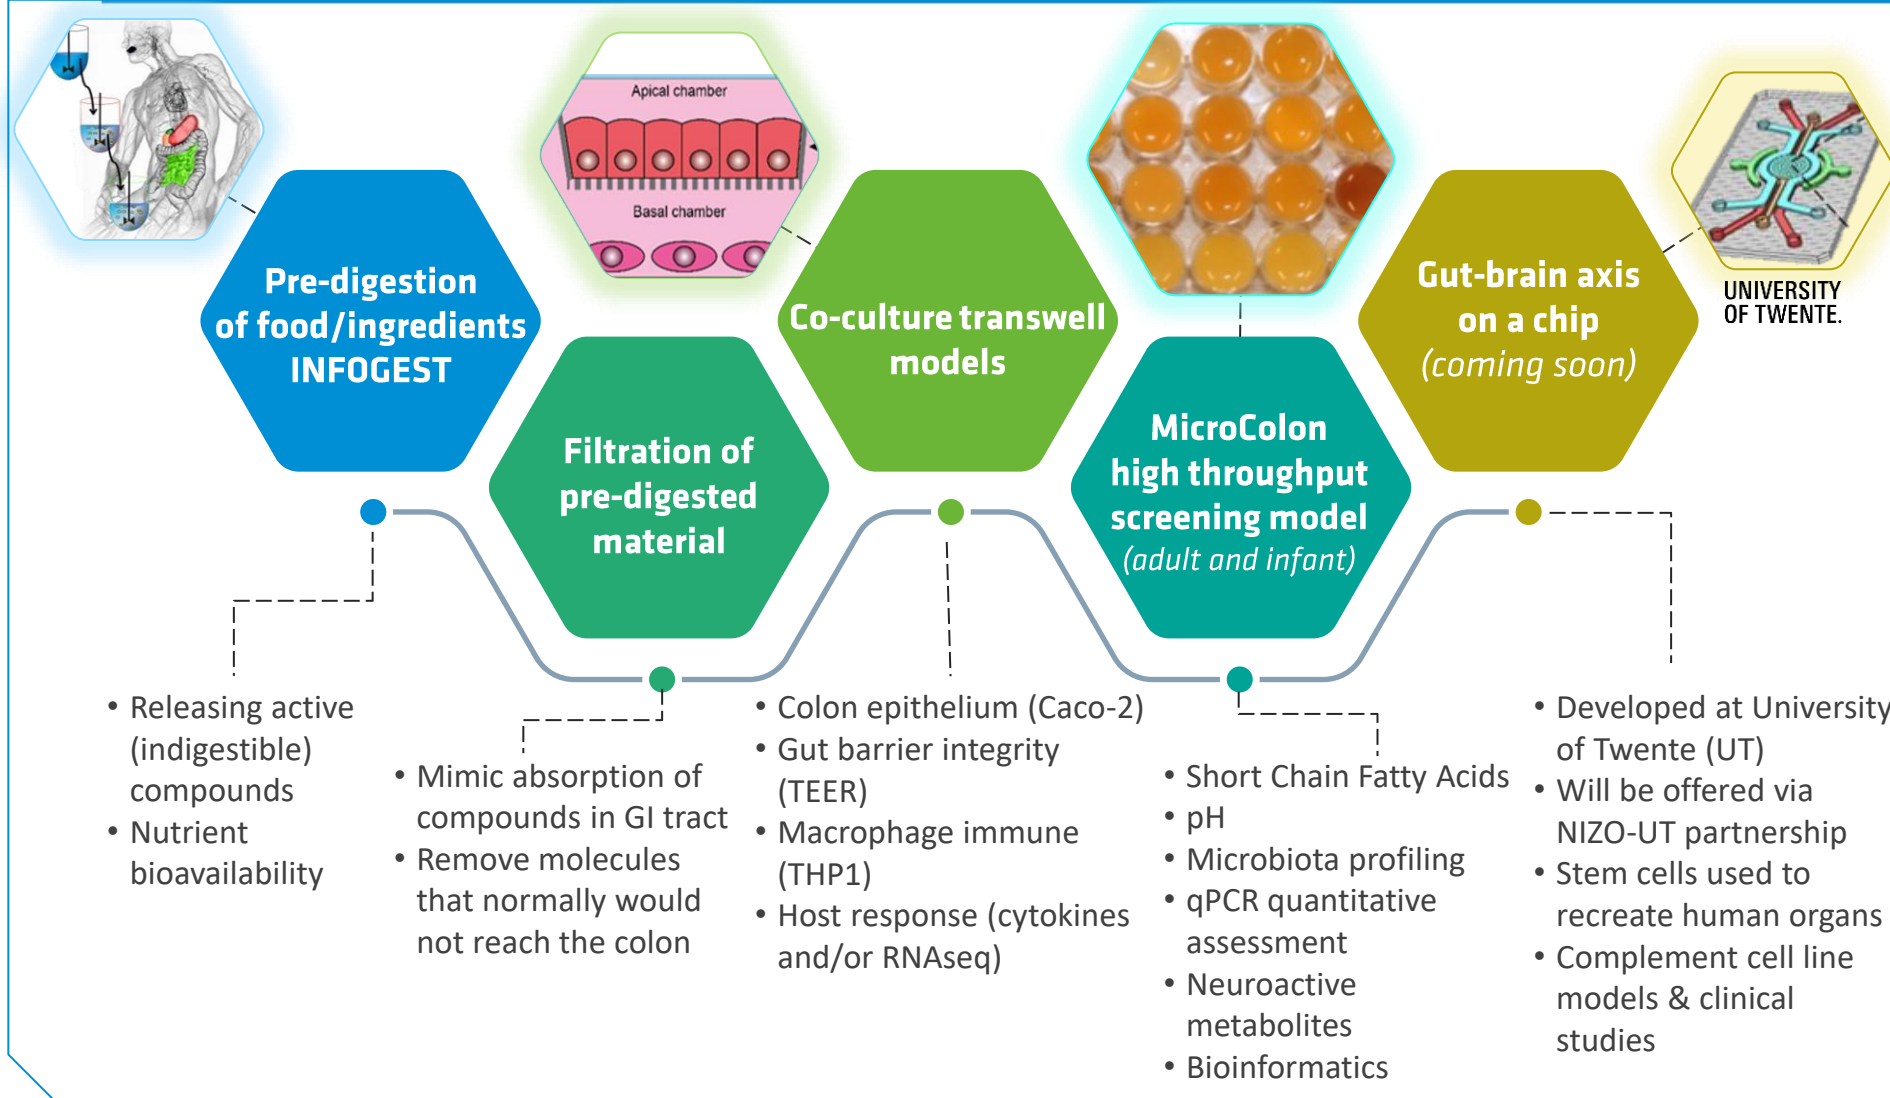 Apical chamber
Basal chamber
Pre-digestion
of food/ingredients
INFOGEST
Filtration of
pre-digested
material
Co-culture transwell
models
MicroColon
high throughput
screening model
(adult and infant)
Gut-brain axis
on a chip
(coming soon)
UNIVERSITY
OF TWENTE.
• Releasing active
(indigestible)
compounds
• Nutrient
bioavailability
• Mimic absorption of
compounds in GI tract
• Remove molecules
that normally would
not reach the colon
• Colon epithelium (Caco-2)
• Gut barrier integrity
(TEER)
• Macrophage immune
(THP1)
• Host response (cytokines
and/or RNAseq)
• Short Chain Fatty Acids
• pH
• Microbiota profiling
• qPCR quantitative
assessment
• Neuroactive
metabolites
• Bioinformatics
• Developed at University
of Twente (UT)
• Will be offered via
NIZO-UT partnership
• Stem cells used to
recreate human organs
• Complement cell line
models & clinical
studies